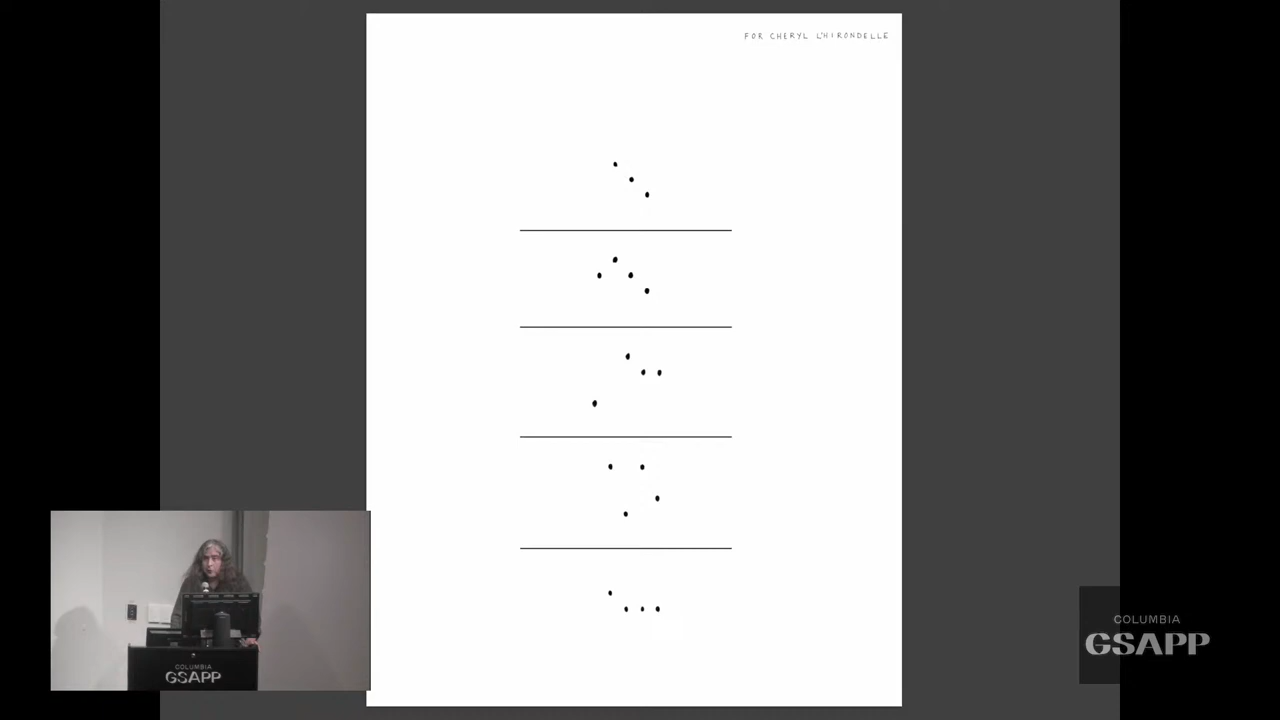 FOR CHERYL L'HIRONDELLE
COLUMBIA
GSAPP
COLUMBIA
GSAPP